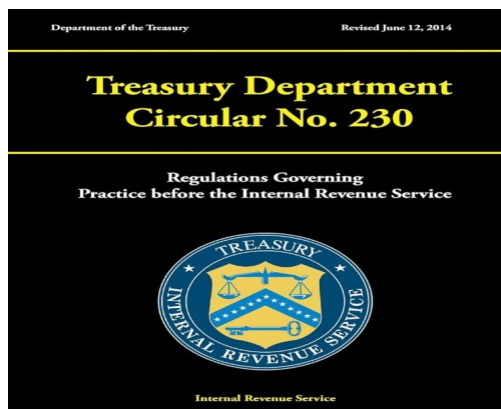 Department of the Treasury Revised June 12, 2014
Treasury Department
Circular No. 230
Regulations Governing
Practice before the Internal Revenue Service
TREASURY
INTERNAL REVENUE SERVICE
Internal Revenue Service